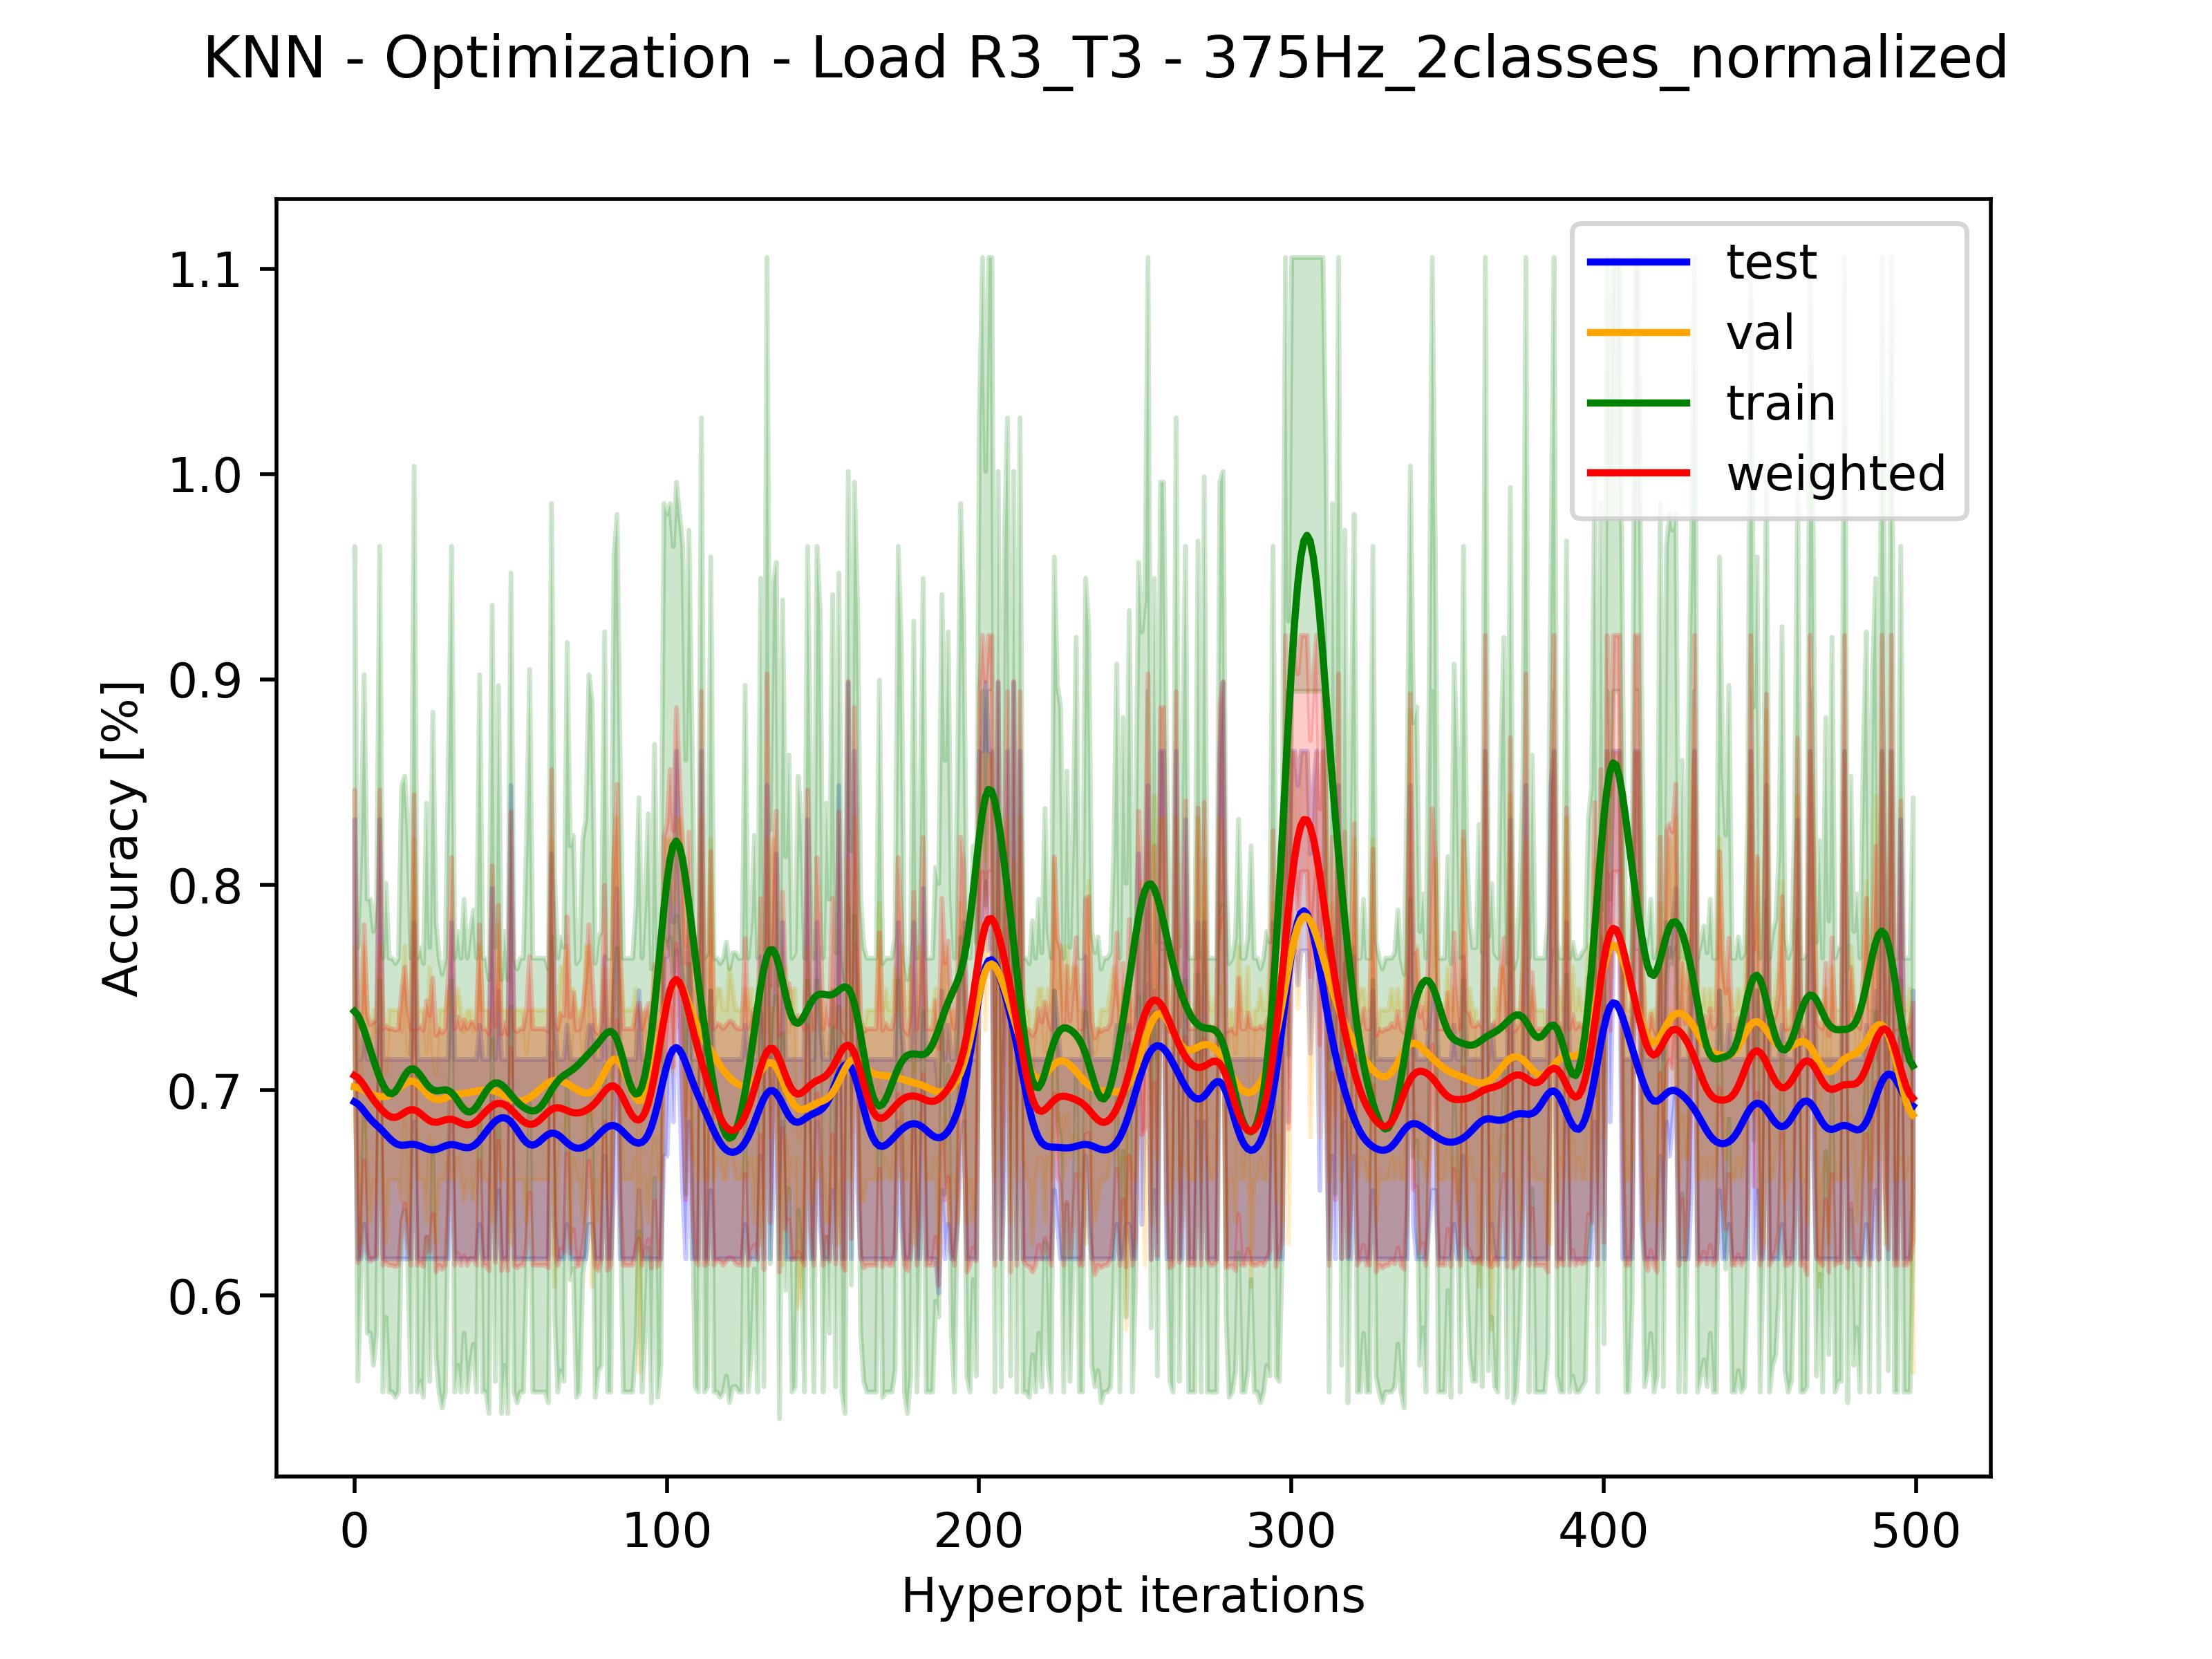 KNN - Optimization - Load R3_T3 - 375Hz_2classes_normalized
test
val
train
weighted
1.1
1.0
0.9
0.8
0.7
0.6
Accuracy [%]
0 100 200 300 400 500
Hyperopt iterations